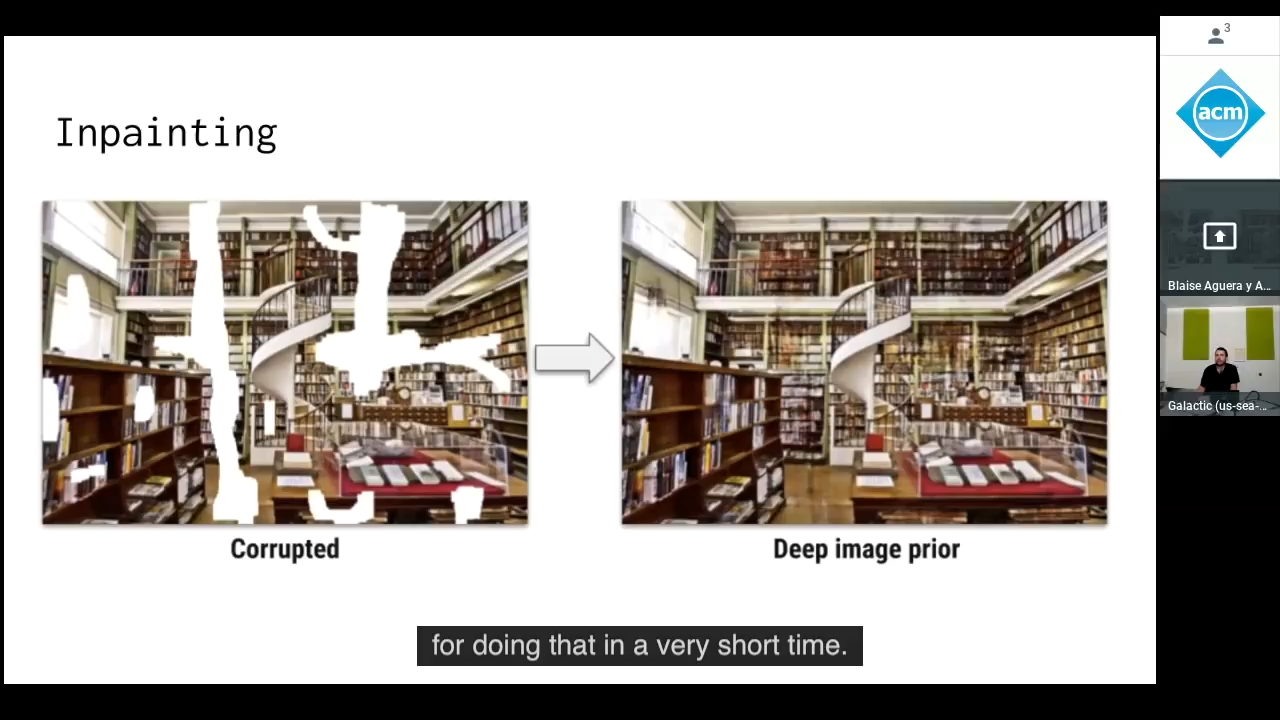 Inpainting
Corrupted
Deep image prior
for doing that in a very short time.
3
acm
Blaise Aguera y A...
Galactic (us-sea-...